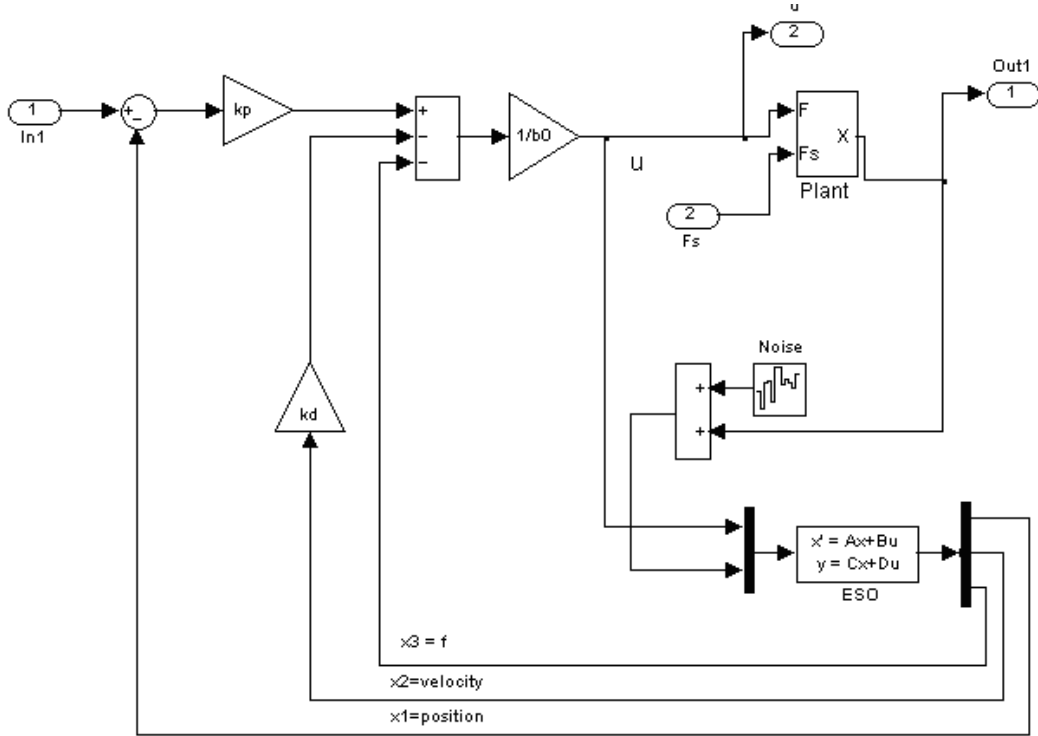 u
2
Out1
1
1
In1
+
−
kp
+
−
−
1/b0
u
F
Fs
X
Plant
2
Fs
Noise
+
+
kd
x' = Ax+Bu
y = Cx+Du
ESO
x3 = f
x2=velocity
x1=position